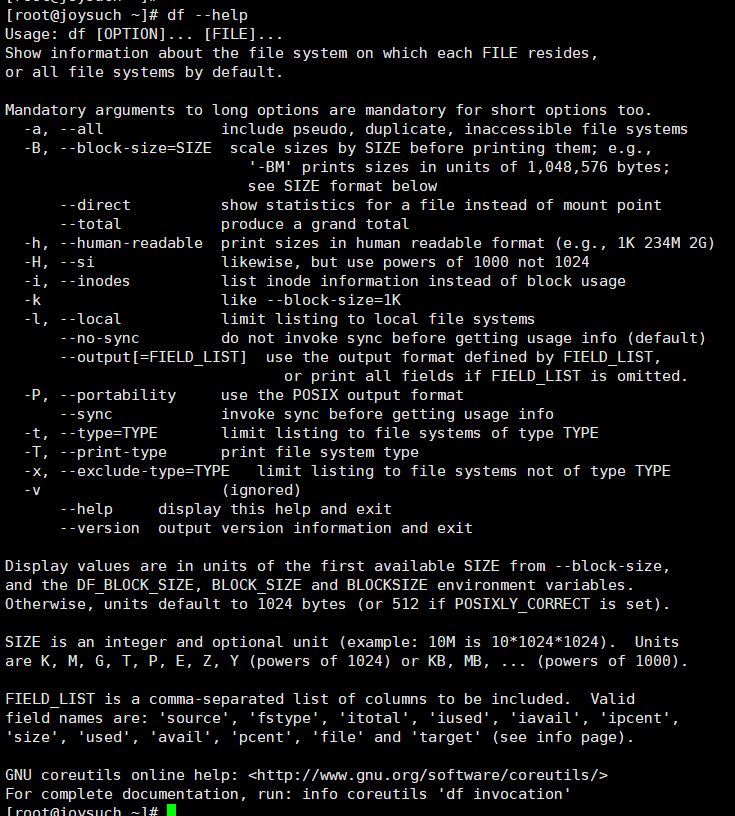 [root@joysuch ~]# df --help
Usage: df [OPTION]... [FILE]...
Show information about the file system on which each FILE resides,
or all file systems by default.

Mandatory arguments to long options are mandatory for short options too.
  -a, --all             include pseudo, duplicate, inaccessible file systems
  -B, --block-size=SIZE  scale sizes by SIZE before printing them; e.g.,
                           '-BM' prints sizes in units of 1,048,576 bytes;
                           see SIZE format below
      --direct          show statistics for a file instead of mount point
      --total           produce a grand total
  -h, --human-readable  print sizes in human readable format (e.g., 1K 234M 2G)
  -H, --si              likewise, but use powers of 1000 not 1024
  -i, --inodes          list inode information instead of block usage
  -k                    like --block-size=1K
  -l, --local           limit listing to local file systems
      --no-sync         do not invoke sync before getting usage info (default)
      --output[=FIELD_LIST]  use the output format defined by FIELD_LIST,
                               or print all fields if FIELD_LIST is omitted.
  -P, --portability     use the POSIX output format
      --sync            invoke sync before getting usage info
  -t, --type=TYPE       limit listing to file systems of type TYPE
  -T, --print-type      print file system type
  -x, --exclude-type=TYPE   limit listing to file systems not of type TYPE
  -v                    (ignored)
      --help     display this help and exit
      --version  output version information and exit

Display values are in units of the first available SIZE from --block-size,
and the DF_BLOCK_SIZE, BLOCK_SIZE and BLOCKSIZE environment variables.
Otherwise, units default to 1024 bytes (or 512 if POSIXLY_CORRECT is set).

SIZE is an integer and optional unit (example: 10M is 10*1024*1024).  Units
are K, M, G, T, P, E, Z, Y (powers of 1024) or KB, MB, ... (powers of 1000).

FIELD_LIST is a comma-separated list of columns to be included.  Valid
field names are: 'source', 'fstype', 'itotal', 'iused', 'iavail', 'ipcent',
'size', 'used', 'avail', 'pcent', 'file' and 'target' (see info page).

GNU coreutils online help: <http://www.gnu.org/software/coreutils/>
For complete documentation, run: info coreutils 'df invocation'
[root@joysuch ~]#